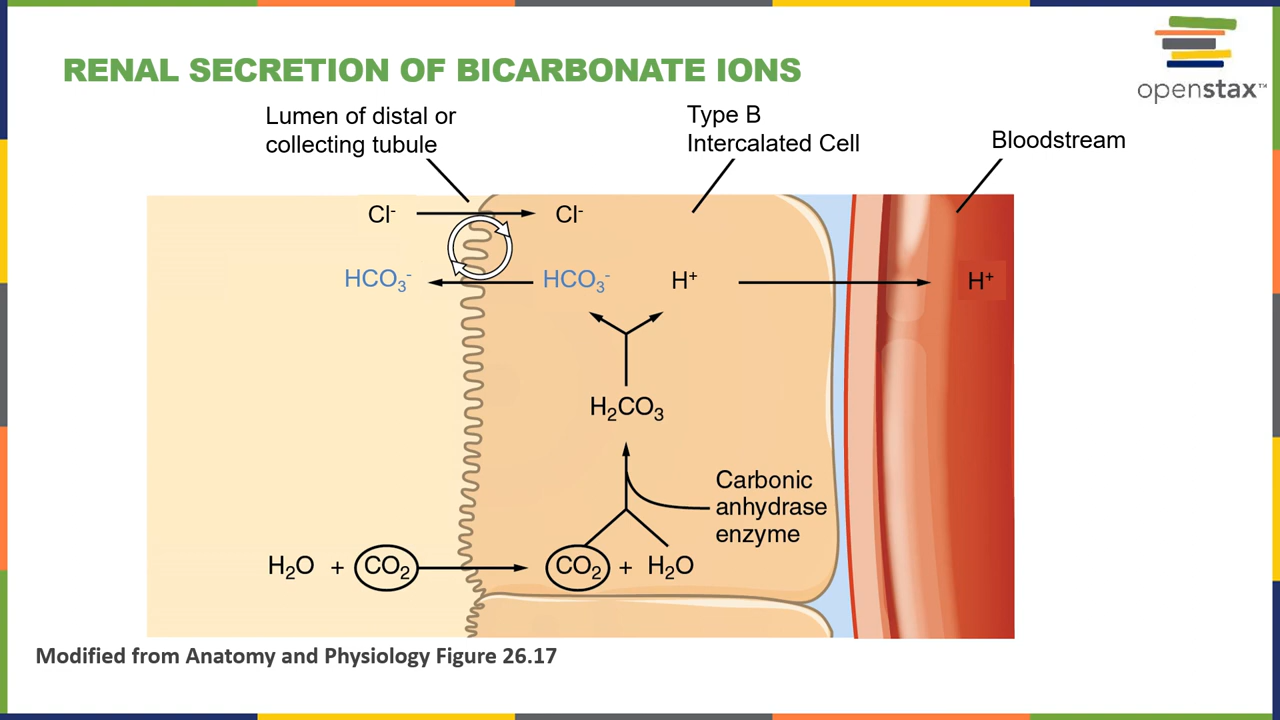 RENAL SECRETION OF BICARBONATE IONS
openstax™
Lumen of distal or
collecting tubule
Type B
Intercalated Cell
Bloodstream
Cl⁻ Cl⁻
HCO₃⁻ HCO₃⁻ H⁺ H⁺
H₂CO₃
Carbonic
anhydrase
enzyme
H₂O + CO₂ CO₂ + H₂O
Modified from Anatomy and Physiology Figure 26.17